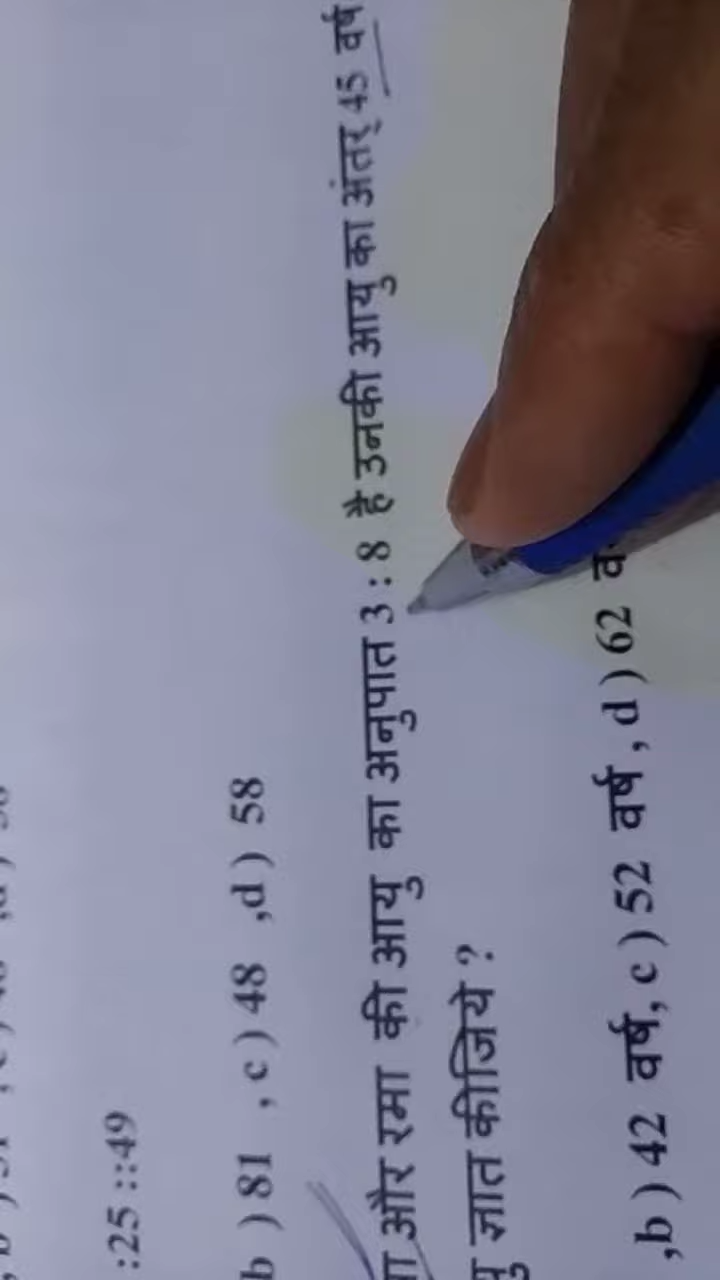 :25 ::49
b ) 81 , c ) 48 ,d ) 58
और रमा की आयु का अनुपात 3 : 8 है उनकी आयु का अंतर 45 वर्ष
ज्ञात कीजिये ?
,b ) 42 वर्ष, c ) 52 वर्ष , d ) 62